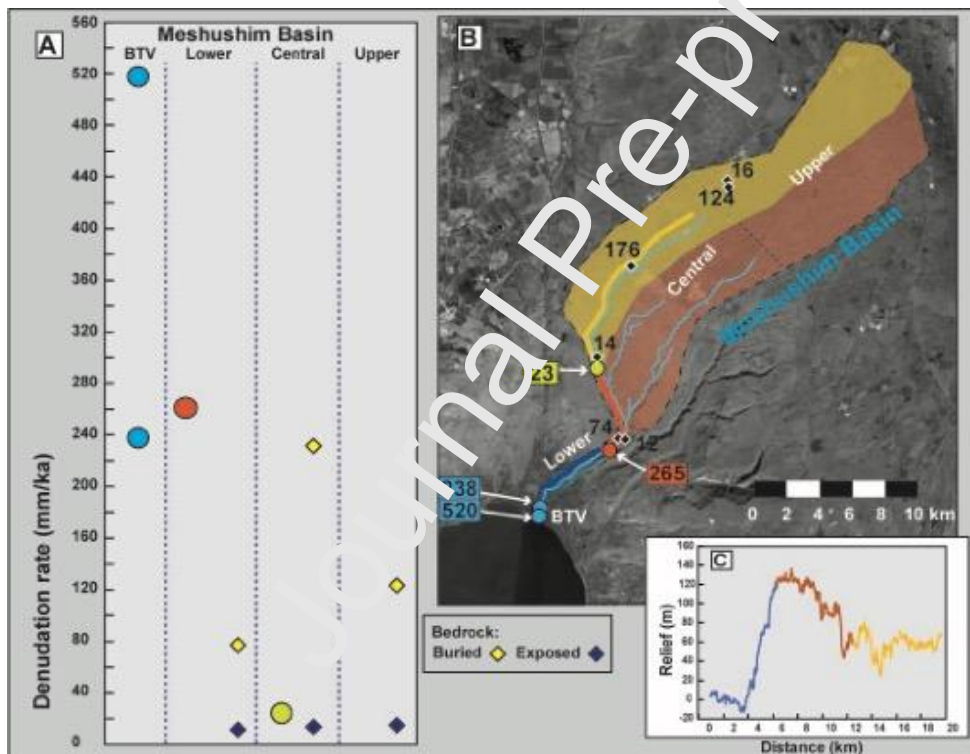 A
Meshushim Basin
BTV Lower Central Upper
Denudation rate (mm/ka)
560
520
480
440
400
360
320
280
240
200
160
120
80
40
0
B
16
124
Upper
176
Central
Meshushim Basin
14
23
74
12
Lower
265
238
520
BTV
0 2 4 6 8 10 km
Bedrock:
Buried Exposed
C
Relief (m)
160
140
120
100
80
60
40
20
0
-20
0 2 4 6 8 10 12 14 16 18 20
Distance (km)
Journal Pre-pr